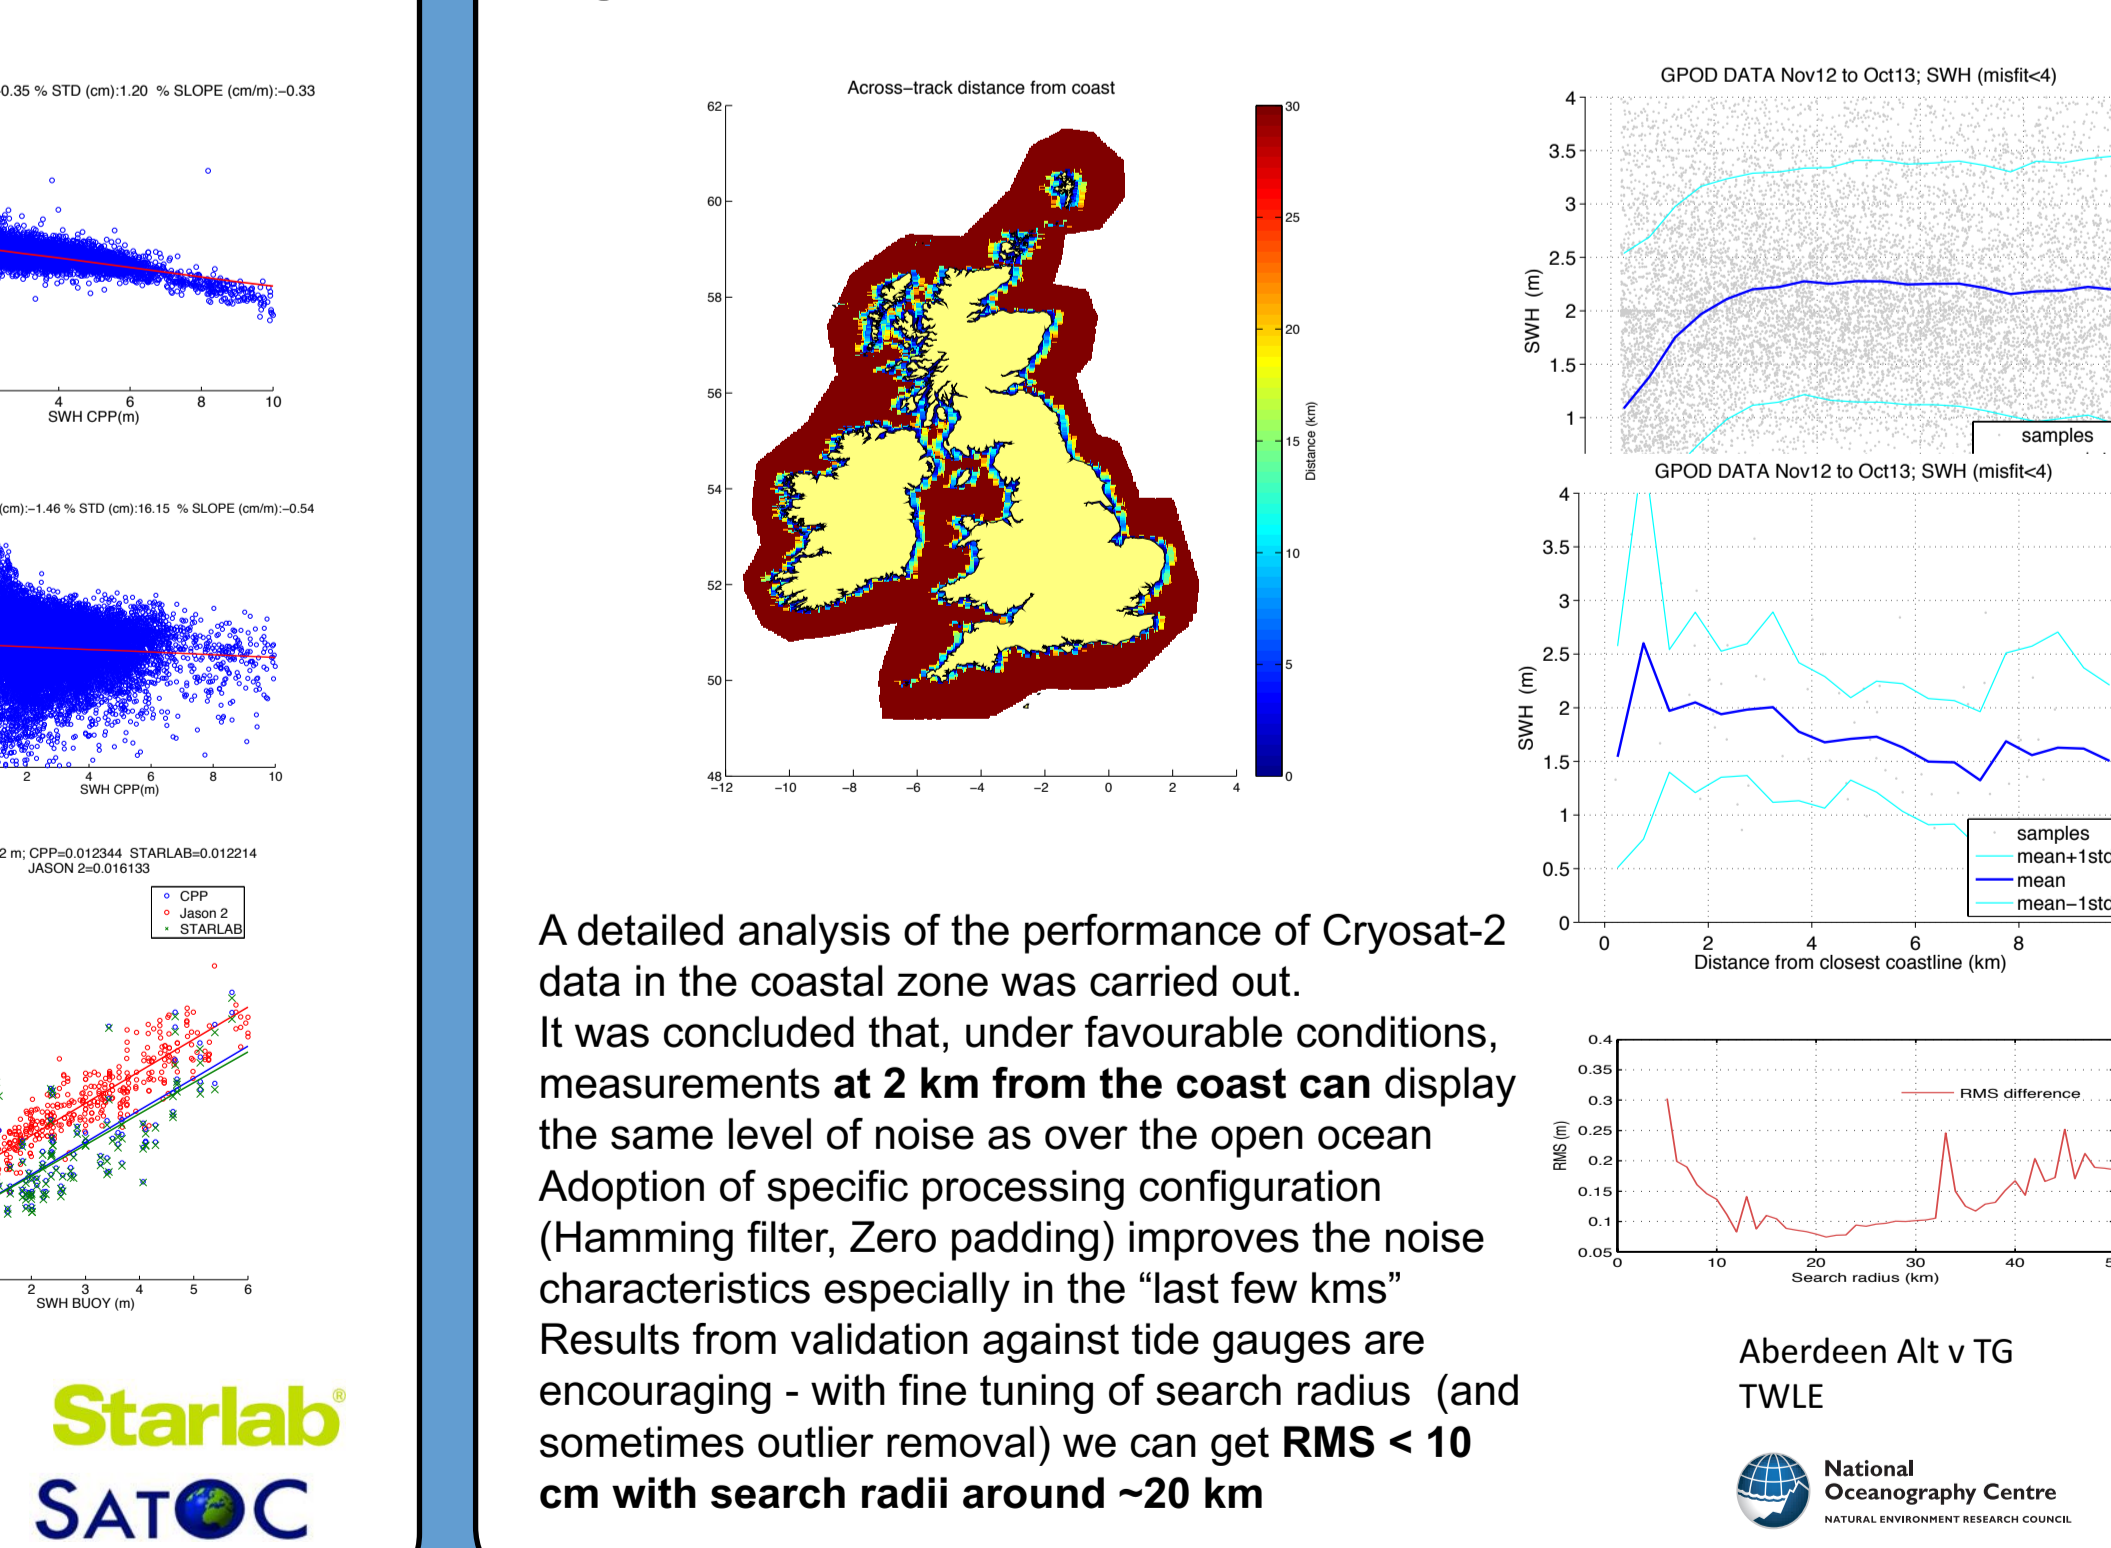 0.35 % STD (cm):1.20 % SLOPE (cm/m):−0.33
4 6 8 10
SWH CPP(m)
(cm):−1.46 % STD (cm):16.15 % SLOPE (cm/m):−0.54
2 4 6 8 10
SWH CPP(m)
2 m; CPP=0.012344 STARLAB=0.012214
JASON 2=0.016133
CPP
Jason 2
STARLAB
2 3 4 5 6
SWH BUOY (m)
Starlab®
SATOC
Across−track distance from coast
62
60
58
56
54
52
50
48
−12 −10 −8 −6 −4 −2 0 2 4
30
25
20
15
10
5
0
Distance (km)
A detailed analysis of the performance of Cryosat-2
data in the coastal zone was carried out.
It was concluded that, under favourable conditions,
measurements at 2 km from the coast can display
the same level of noise as over the open ocean
Adoption of specific processing configuration
(Hamming filter, Zero padding) improves the noise
characteristics especially in the “last few kms”
Results from validation against tide gauges are
encouraging - with fine tuning of search radius (and
sometimes outlier removal) we can get RMS < 10
cm with search radii around ~20 km
GPOD DATA Nov12 to Oct13; SWH (misfit<4)
4
3.5
3
2.5
2
1.5
1
SWH (m)
samples
GPOD DATA Nov12 to Oct13; SWH (misfit<4)
4
3.5
3
2.5
2
1.5
1
0.5
0
SWH (m)
samples
mean+1std
mean
mean−1std
0 2 4 6 8
Distance from closest coastline (km)
0.4
0.35
0.3
0.25
0.2
0.15
0.1
0.05
RMS (m)
RMS difference
0 10 20 30 40
Search radius (km)
Aberdeen Alt v TG
TWLE
National
Oceanography Centre
NATURAL ENVIRONMENT RESEARCH COUNCIL